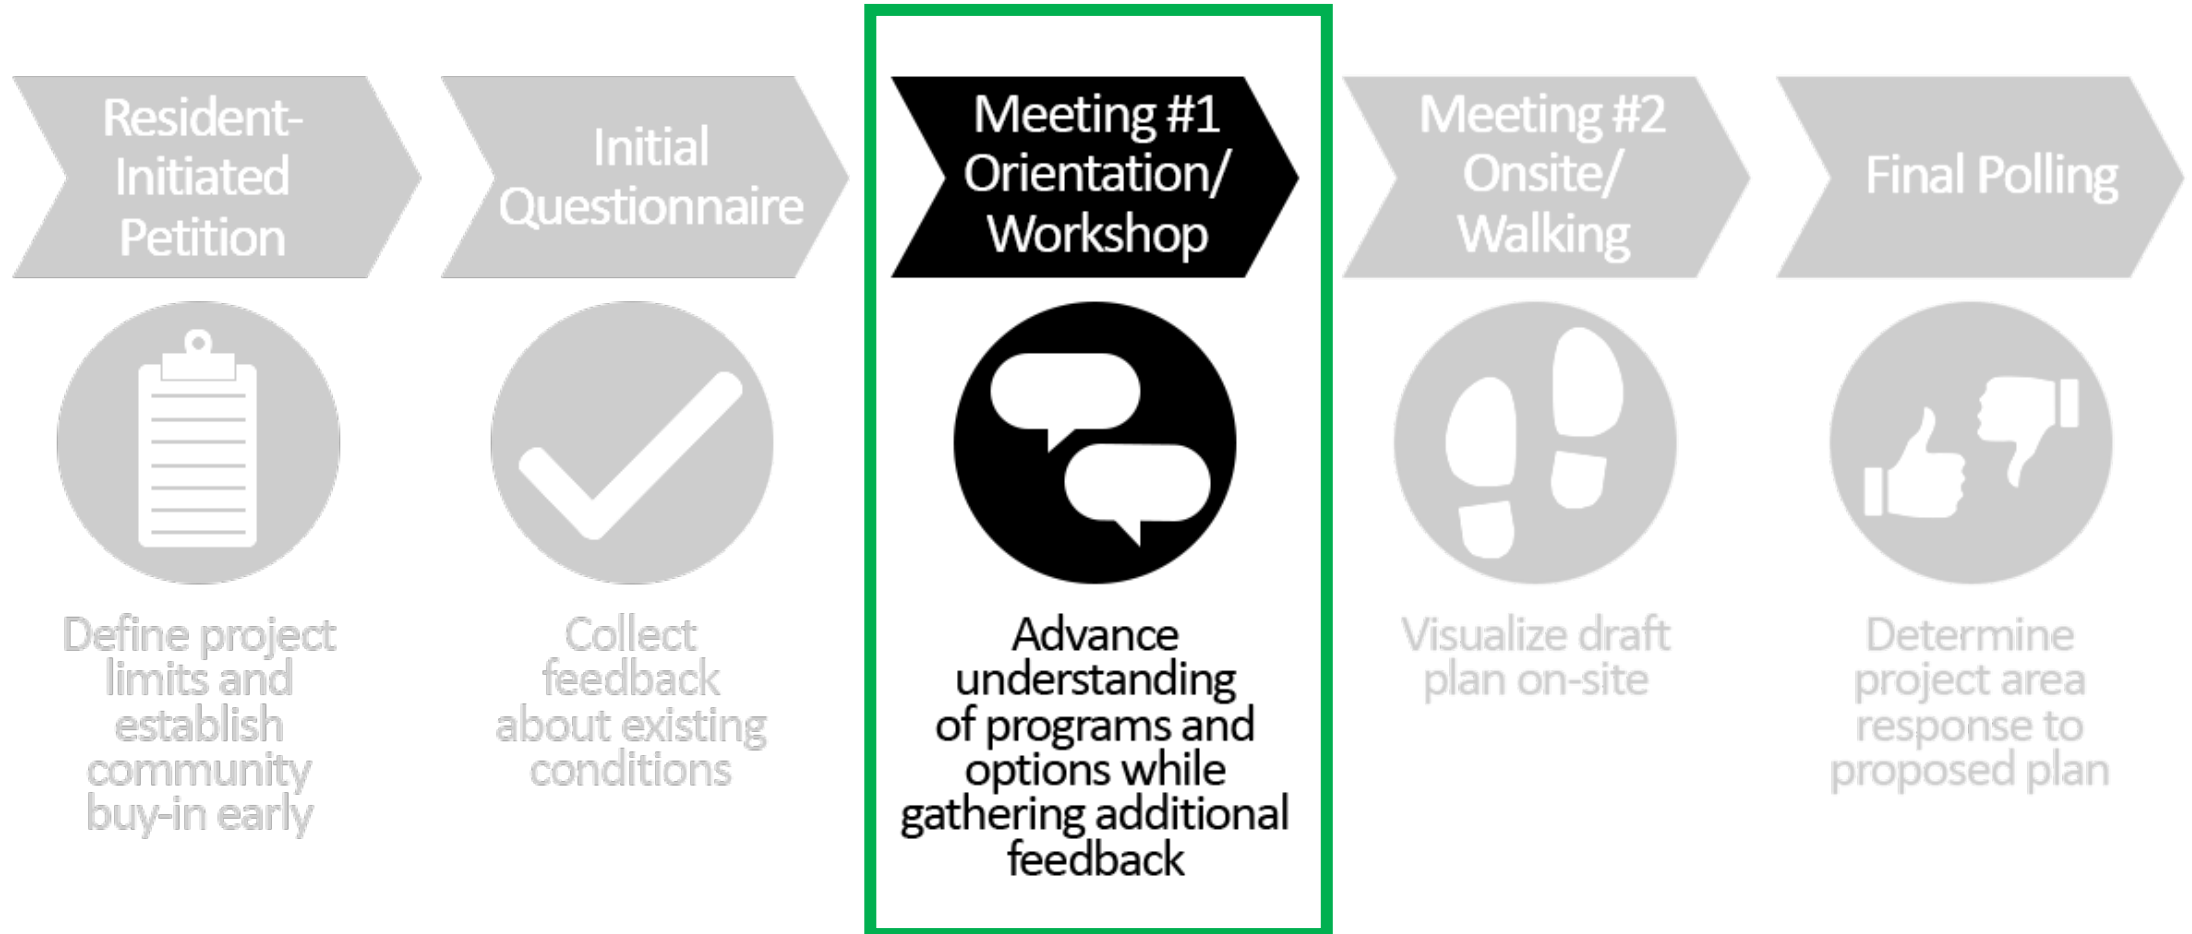 Resident-
Initiated
Petition
Define project
limits and
establish
community
buy-in early
Initial
Questionnaire
Collect
feedback
about existing
conditions
Meeting #1
Orientation/
Workshop
Advance
understanding
of programs and
options while
gathering additional
feedback
Meeting #2
Onsite/
Walking
Visualize draft
plan on-site
Final Polling
Determine
project area
response to
proposed plan